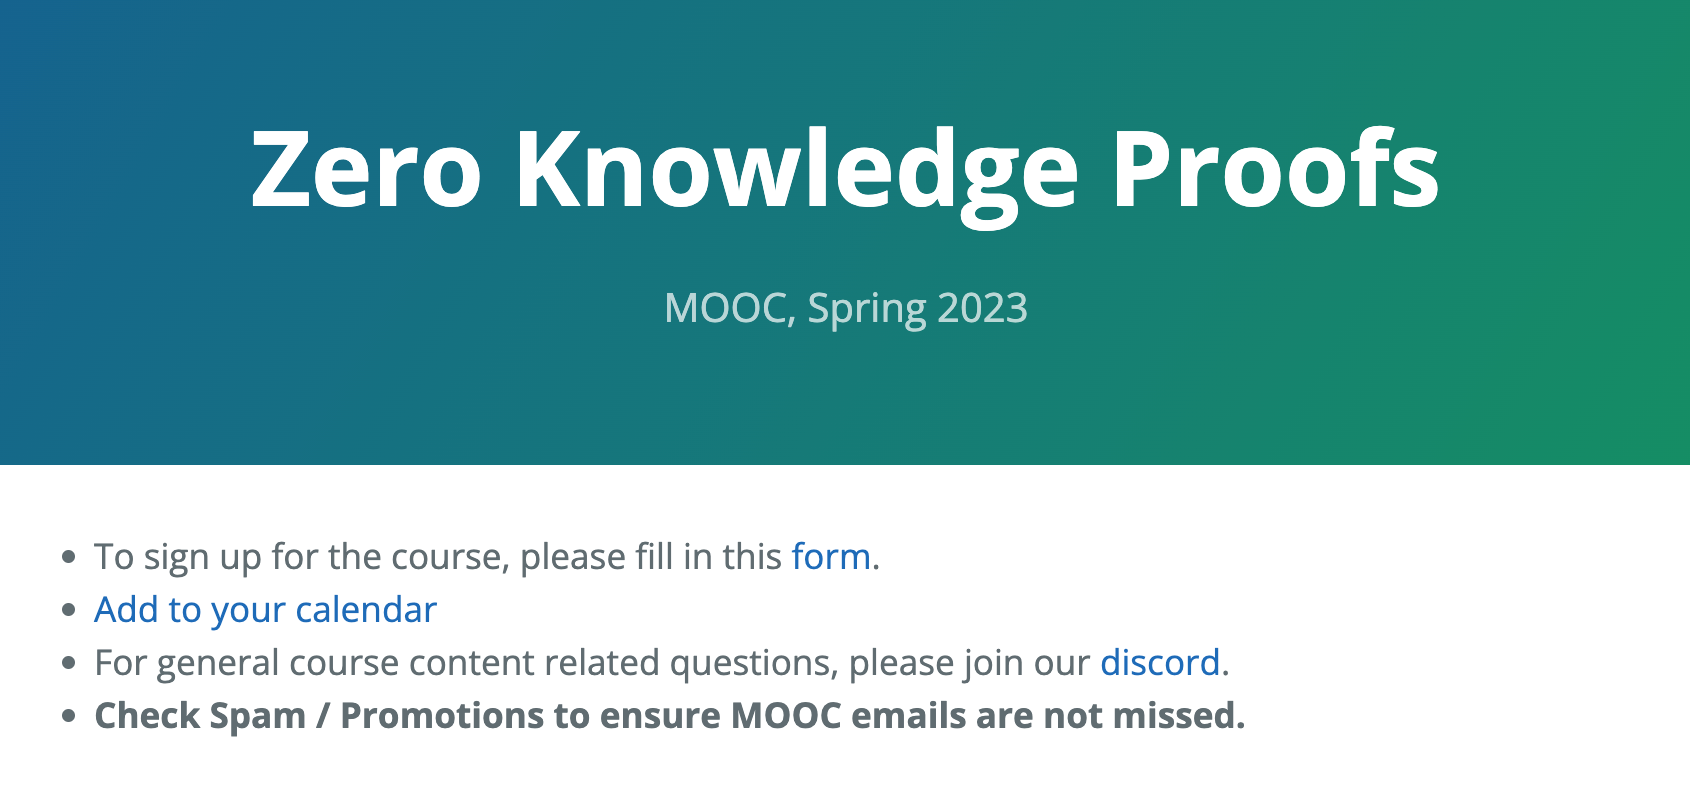 Zero Knowledge Proofs
MOOC, Spring 2023
• To sign up for the course, please fill in this form.
• Add to your calendar
• For general course content related questions, please join our discord.
• Check Spam / Promotions to ensure MOOC emails are not missed.